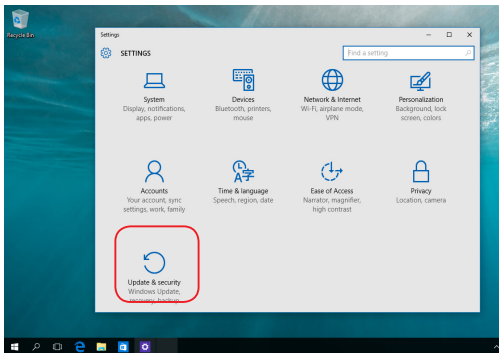 Recycle Bin
Settings
SETTINGS
Find a setting
System
Display, notifications,
apps, power
Devices
Bluetooth, printers,
mouse
Network & Internet
Wi-Fi, airplane mode,
VPN
Personalization
Background, lock
screen, colors
Accounts
Your account, sync
settings, work, family
Time & language
Speech, region, date
Ease of Access
Narrator, magnifier,
high contrast
Privacy
Location, camera
Update & security
Windows Update,
recovery, backup